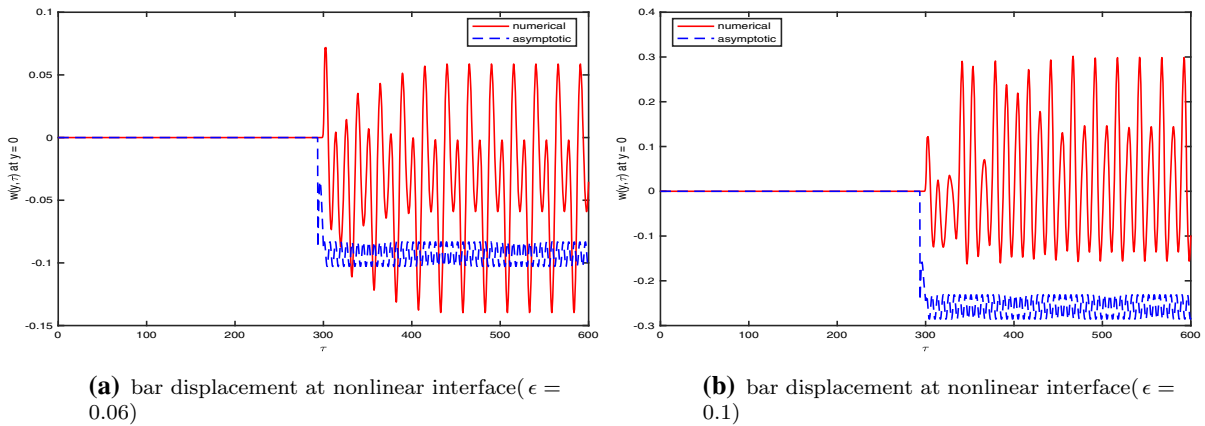 0.1
0.05
0
-0.05
-0.1
-0.15
w(y,τ) at y = 0
0 100 200 300 400 500 600
τ
numerical
asymptotic
0.4
0.3
0.2
0.1
0
-0.1
-0.2
-0.3
w(y,τ) at y = 0
0 100 200 300 400 500 600
τ
numerical
asymptotic
(a) bar displacement at nonlinear interface( ϵ =
0.06)
(b) bar displacement at nonlinear interface( ϵ =
0.1)